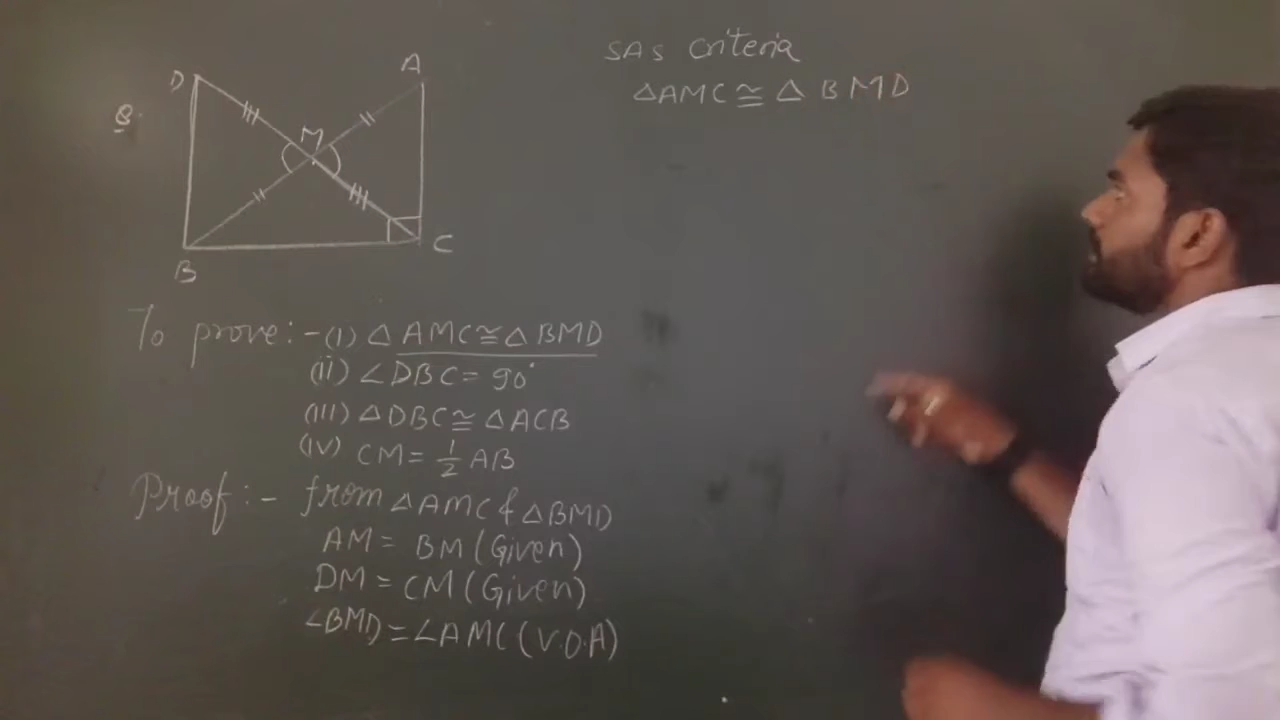 Q.
D
A
M
B
C
To prove:- (i) △ AMC ≅ △ BMD
(ii) ∠DBC = 90°
(iii) △DBC ≅ △ACB
(iv) CM = 1/2 AB
Proof:- from △AMC & △BMD
AM = BM (Given)
DM = CM (Given)
∠BMD = ∠AMC (V.O.A)
SAS Criteria
△AMC ≅ △ BMD